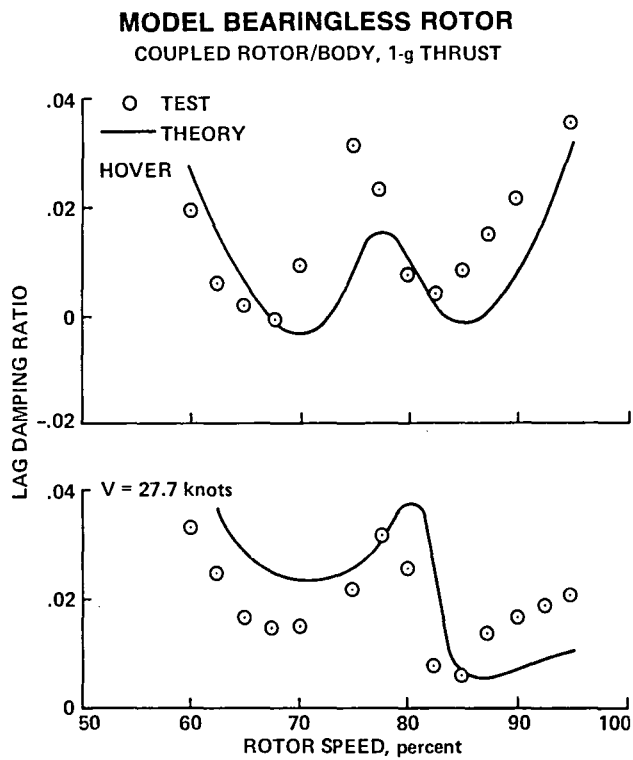 MODEL BEARINGLESS ROTOR
COUPLED ROTOR/BODY, 1-g THRUST
.04
TEST
THEORY
HOVER
.02
0
-.02
LAG DAMPING RATIO
.04
V = 27.7 knots
.02
0
50 60 70 80 90 100
ROTOR SPEED, percent